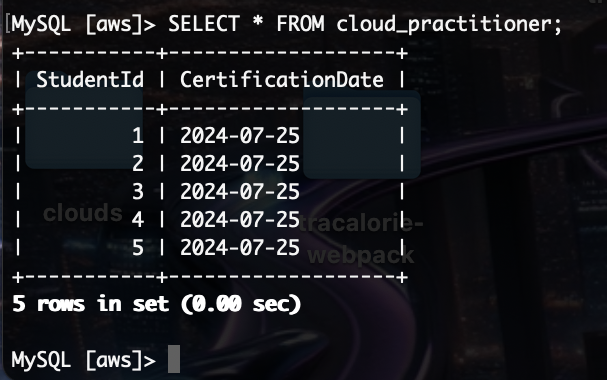 [MySQL [aws]> SELECT * FROM cloud_practitioner;
+-----------+-------------------+
| StudentId | CertificationDate |
+-----------+-------------------+
|         1 | 2024-07-25        |
|         2 | 2024-07-25        |
|         3 | 2024-07-25        |
clouds
|         4 | 2024-07-25        |
tracalorie-
|         5 | 2024-07-25        |
webpack
+-----------+-------------------+
5 rows in set (0.00 sec)
MySQL [aws]>